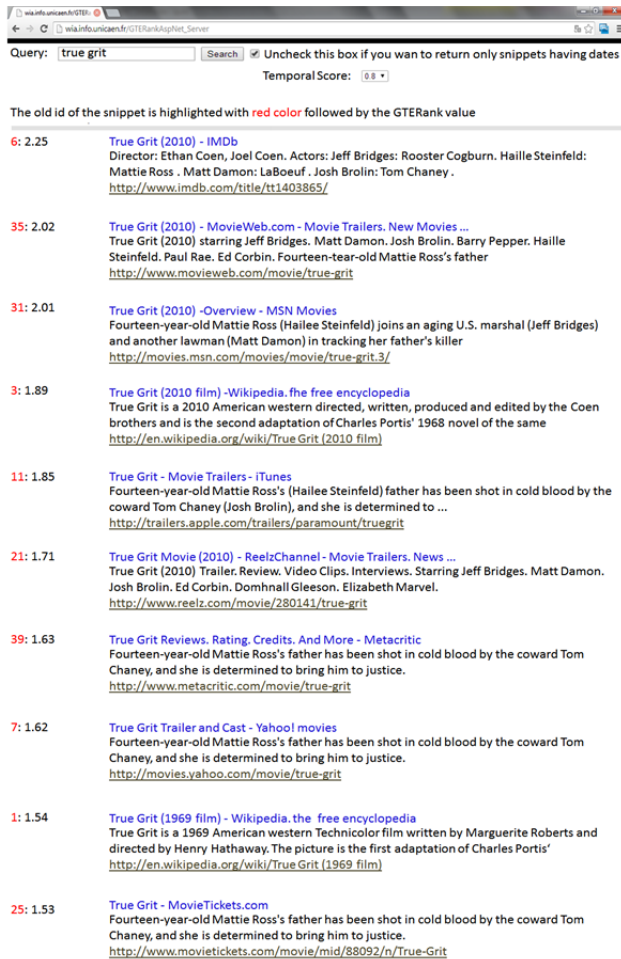 wia.info.unicaen.fr/GTER
wia.info.unicaen.fr/GTERankAspNet_Server
Query: true grit Search Uncheck this box if you wan to return only snippets having dates
Temporal Score: 0.8
The old id of the snippet is highlighted with red color followed by the GTERank value
6: 2.25 True Grit (2010) - IMDb
Director: Ethan Coen, Joel Coen. Actors: Jeff Bridges: Rooster Cogburn. Haille Steinfeld:
Mattie Ross . Matt Damon: LaBoeuf . Josh Brolin: Tom Chaney .
http://www.imdb.com/title/tt1403865/
35: 2.02 True Grit (2010) - MovieWeb.com - Movie Trailers. New Movies ...
True Grit (2010) starring Jeff Bridges. Matt Damon. Josh Brolin. Barry Pepper. Haille
Steinfeld. Paul Rae. Ed Corbin. Fourteen-tear-old Mattie Ross's father
http://www.movieweb.com/movie/true-grit
31: 2.01 True Grit (2010) -Overview - MSN Movies
Fourteen-year-old Mattie Ross (Hailee Steinfeld) joins an aging U.S. marshal (Jeff Bridges)
and another lawman (Matt Damon) in tracking her father's killer
http://movies.msn.com/movies/movie/true-grit.3/
3: 1.89 True Grit (2010 film) -Wikipedia. fhe free encyclopedia
True Grit is a 2010 American western directed, written, produced and edited by the Coen
brothers and is the second adaptation of Charles Portis' 1968 novel of the same
http://en.wikipedia.org/wiki/True Grit (2010 film)
11: 1.85 True Grit - Movie Trailers - iTunes
Fourteen-year-old Mattie Ross's (Hailee Steinfeld) father has been shot in cold blood by the
coward Tom Chaney (Josh Brolin), and she is determined to ...
http://trailers.apple.com/trailers/paramount/truegrit
21: 1.71 True Grit Movie (2010) - ReelzChannel - Movie Trailers. News ...
True Grit (2010) Trailer. Review. Video Clips. Interviews. Starring Jeff Bridges. Matt Damon.
Josh Brolin. Ed Corbin. Domhnall Gleeson. Elizabeth Marvel.
http://www.reelz.com/movie/280141/true-grit
39: 1.63 True Grit Reviews. Rating. Credits. And More - Metacritic
Fourteen-year-old Mattie Ross's father has been shot in cold blood by the coward Tom
Chaney, and she is determined to bring him to justice.
http://www.metacritic.com/movie/true-grit
7: 1.62 True Grit Trailer and Cast - Yahoo! movies
Fourteen-year-old Mattie Ross's father has been shot in cold blood by the coward Tom
Chaney, and she is determined to bring him to justice.
http://movies.yahoo.com/movie/true-grit
1: 1.54 True Grit (1969 film) - Wikipedia. the free encyclopedia
True Grit is a 1969 American western Technicolor film written by Marguerite Roberts and
directed by Henry Hathaway. The picture is the first adaptation of Charles Portis'
http://en.wikipedia.org/wiki/True Grit (1969 film)
25: 1.53 True Grit - MovieTickets.com
Fourteen-year-old Mattie Ross's father has been shot in cold blood by the coward Tom
Chaney, and she is determined to bring him to justice.
http://www.movietickets.com/movie/mid/88092/n/True-Grit